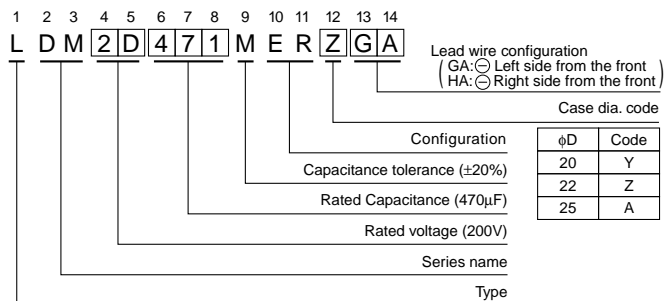 1 2 3 4 5 6 7 8 9 10 11 12 13 14
L D M 2 D 4 7 1 M E R Z G A
Lead wire configuration
( GA: ⊖ Left side from the front
HA: ⊖ Right side from the front )
Case dia. code
Configuration
Capacitance tolerance (±20%)
Rated Capacitance (470µF)
Rated voltage (200V)
Series name
Type
ϕD Code
20 Y
22 Z
25 A